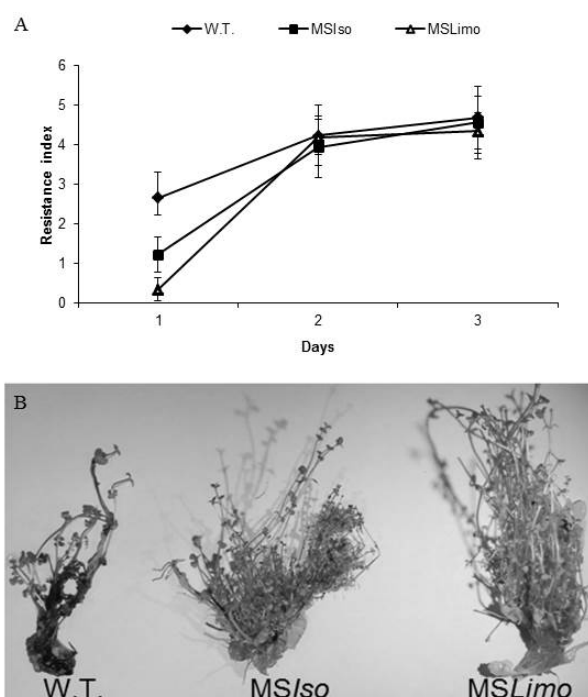 A
W.T. MSIso MSLimo
6
5
4
3
2
1
0
Resistance index
1 2 3
Days
B
W.T. MSIso MSLimo